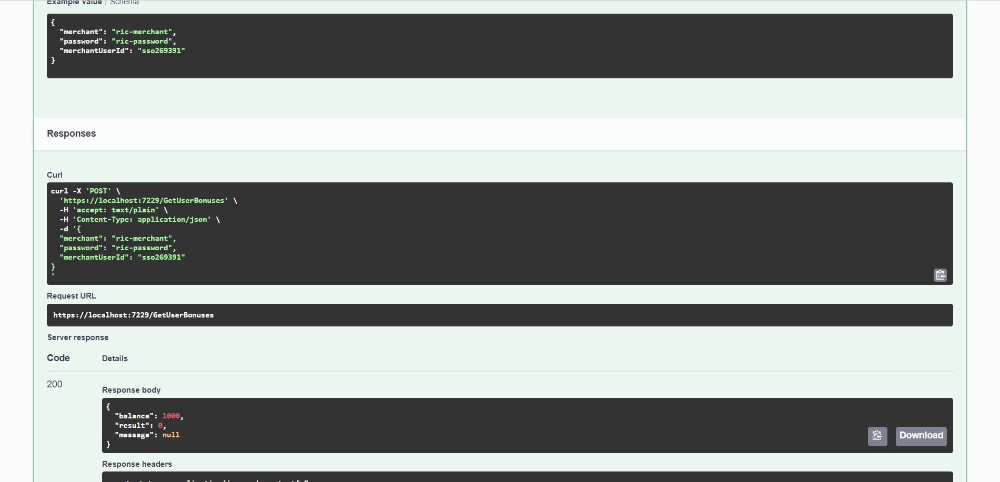 Example Value | Schema
{
  "merchant": "ric-merchant",
  "password": "ric-password",
  "merchantUserId": "sso269391"
}
Responses
Curl
curl -X 'POST' \
  'https://localhost:7229/GetUserBonuses' \
  -H 'accept: text/plain' \
  -H 'Content-Type: application/json' \
  -d '{
  "merchant": "ric-merchant",
  "password": "ric-password",
  "merchantUserId": "sso269391"
}
'
Request URL
https://localhost:7229/GetUserBonuses
Server response
Code Details
200
Response body
{
  "balance": 1000,
  "result": 0,
  "message": null
}
Download
Response headers